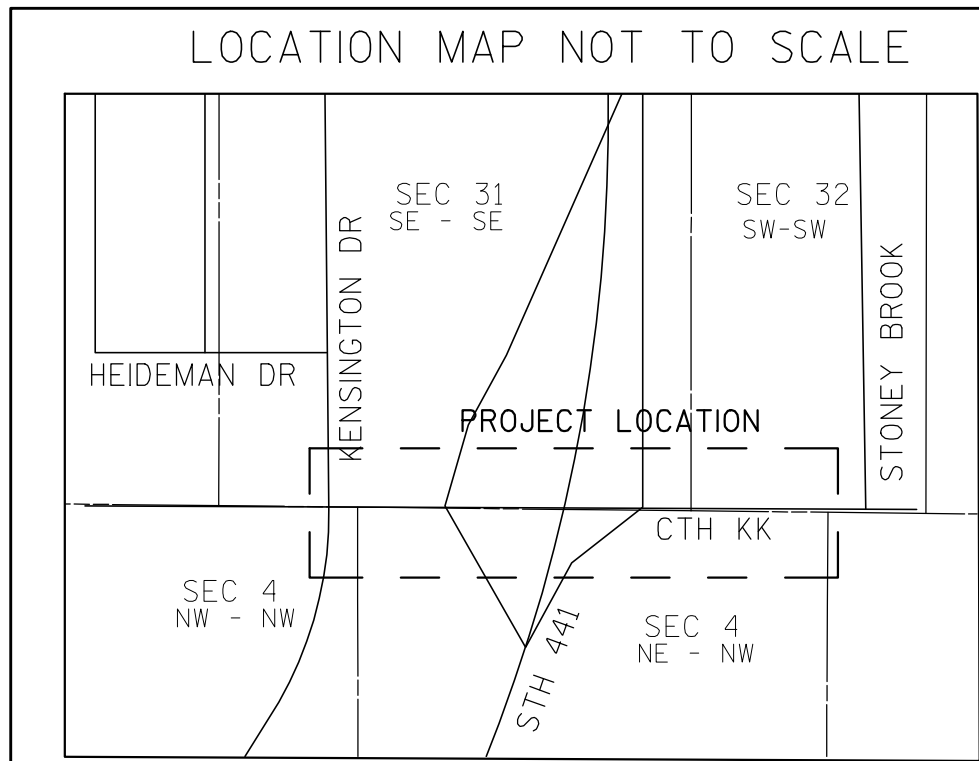 LOCATION MAP NOT TO SCALE
SEC 31
SE - SE
SEC 32
SW-SW
KENSINGTON DR
STONEY BROOK
HEIDEMAN DR
PROJECT LOCATION
CTH KK
SEC 4
NW - NW
STH 441
SEC 4
NE - NW